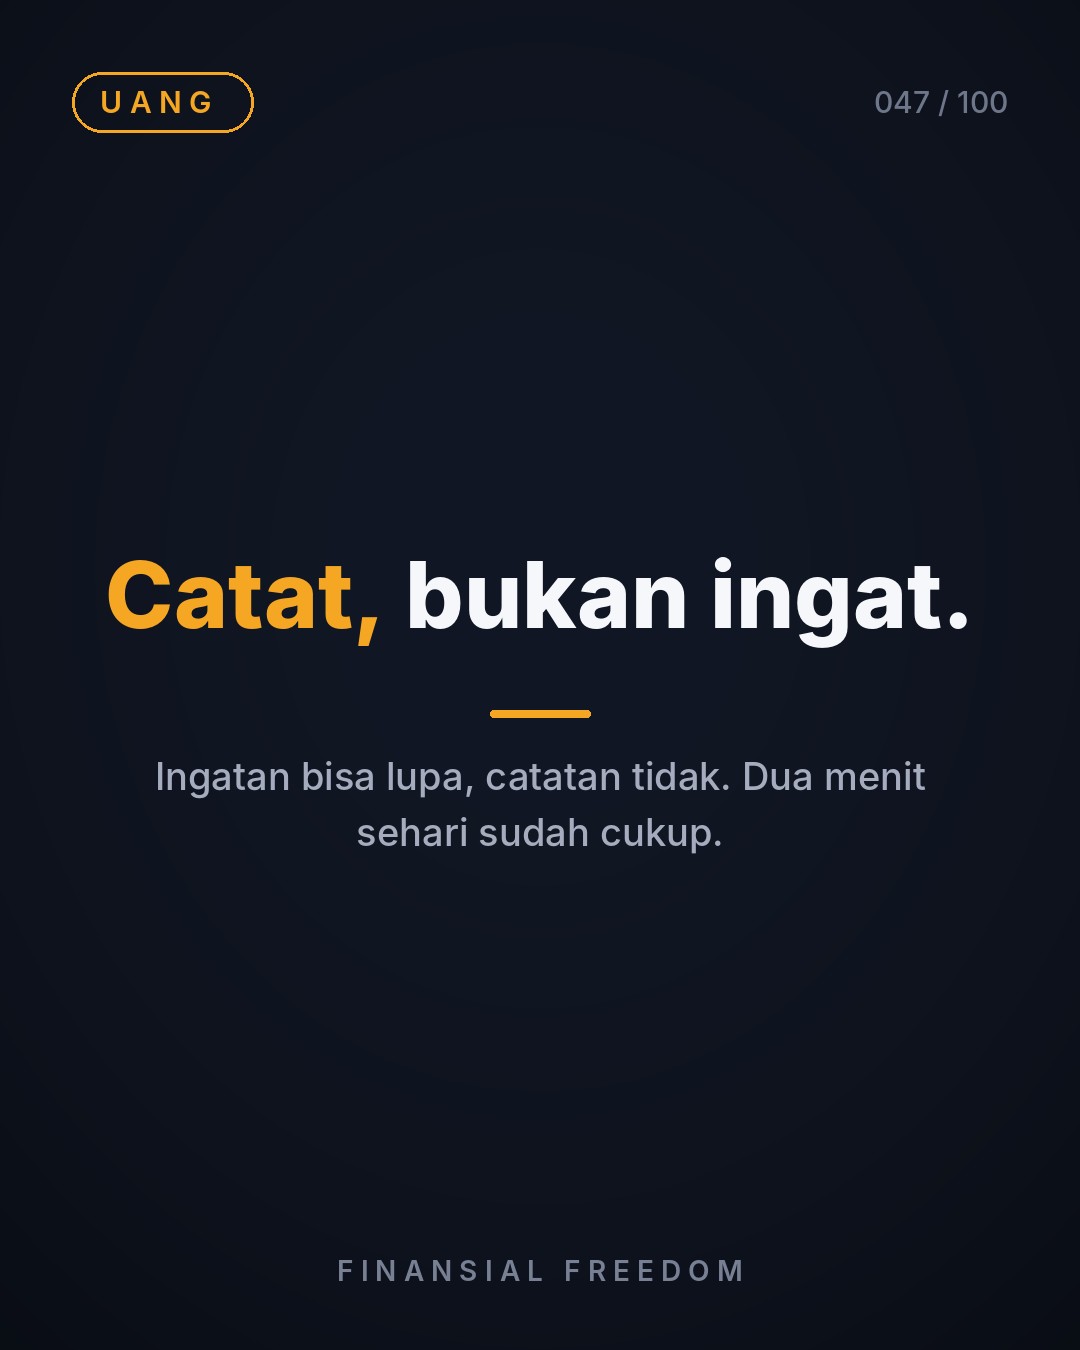 UANG
047 / 100
Catat, bukan ingat.
Ingatan bisa lupa, catatan tidak. Dua menit
sehari sudah cukup.
FINANSIAL FREEDOM